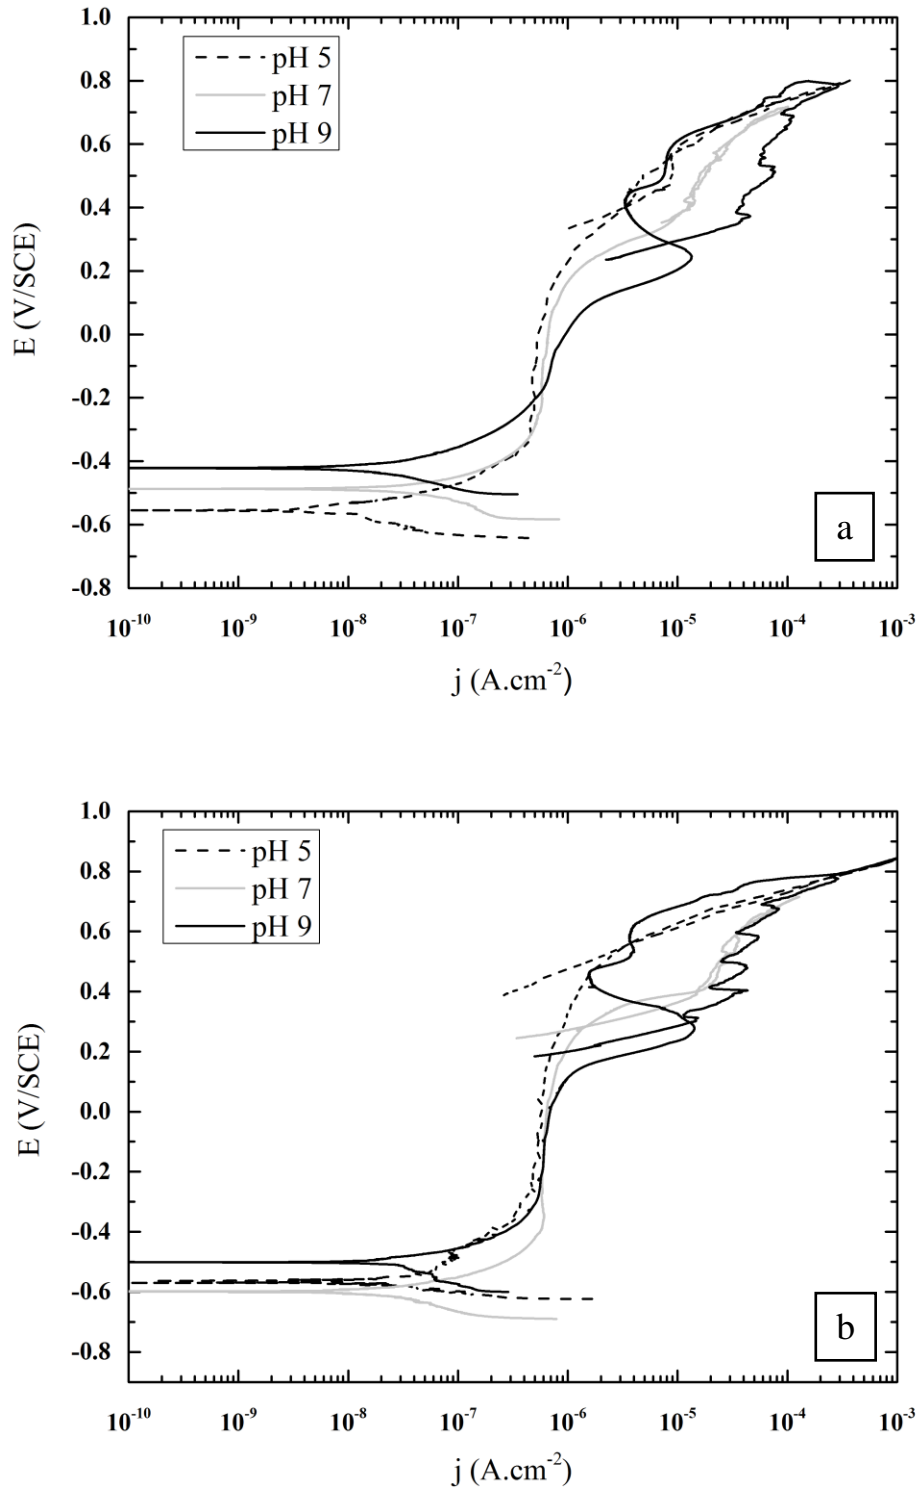 1.0
0.8
0.6
0.4
0.2
0.0
-0.2
-0.4
-0.6
-0.8
E (V/SCE)
pH 5
pH 7
pH 9
a
10⁻¹⁰ 10⁻⁹ 10⁻⁸ 10⁻⁷ 10⁻⁶ 10⁻⁵ 10⁻⁴ 10⁻³
j (A.cm⁻²)
1.0
0.8
0.6
0.4
0.2
0.0
-0.2
-0.4
-0.6
-0.8
E (V/SCE)
pH 5
pH 7
pH 9
b
10⁻¹⁰ 10⁻⁹ 10⁻⁸ 10⁻⁷ 10⁻⁶ 10⁻⁵ 10⁻⁴ 10⁻³
j (A.cm⁻²)